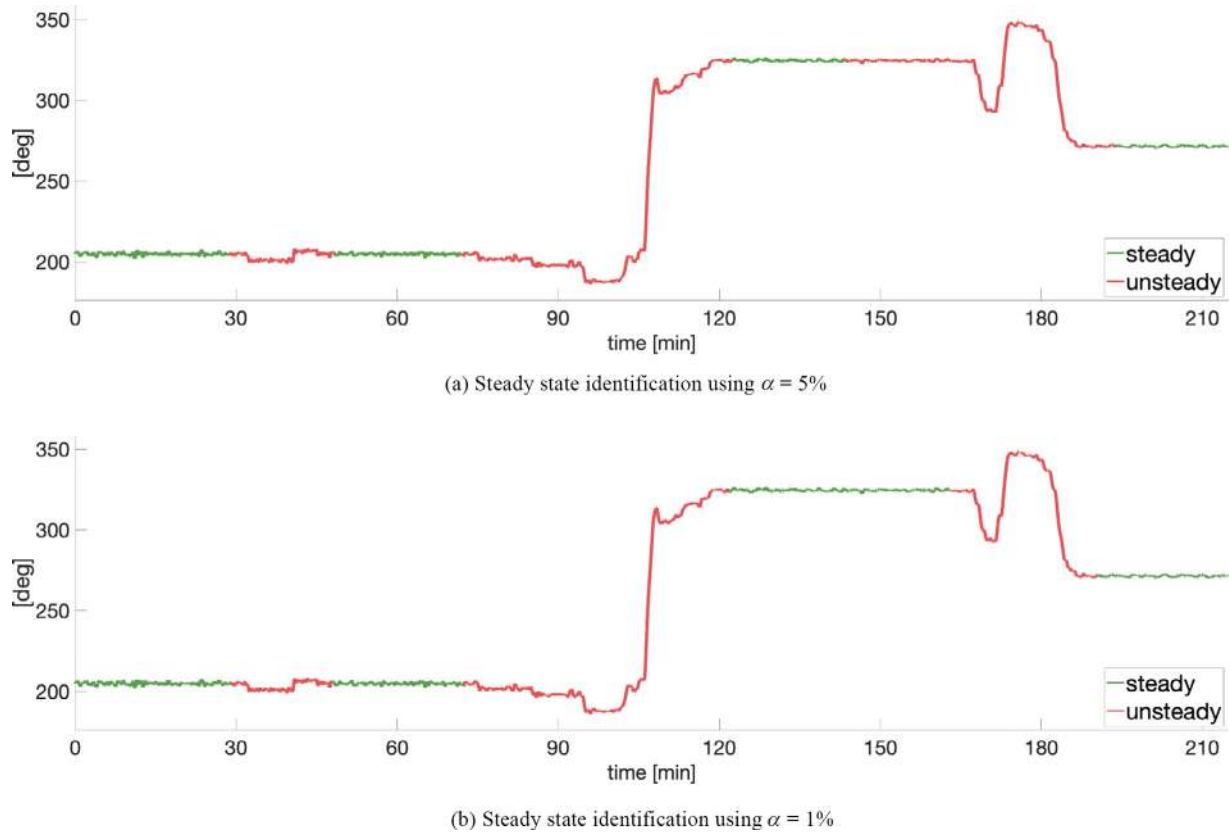 350
300
250
200
[deg]
steady
unsteady
0 30 60 90 120 150 180 210
time [min]
(a) Steady state identification using α = 5%
350
300
250
200
[deg]
steady
unsteady
0 30 60 90 120 150 180 210
time [min]
(b) Steady state identification using α = 1%